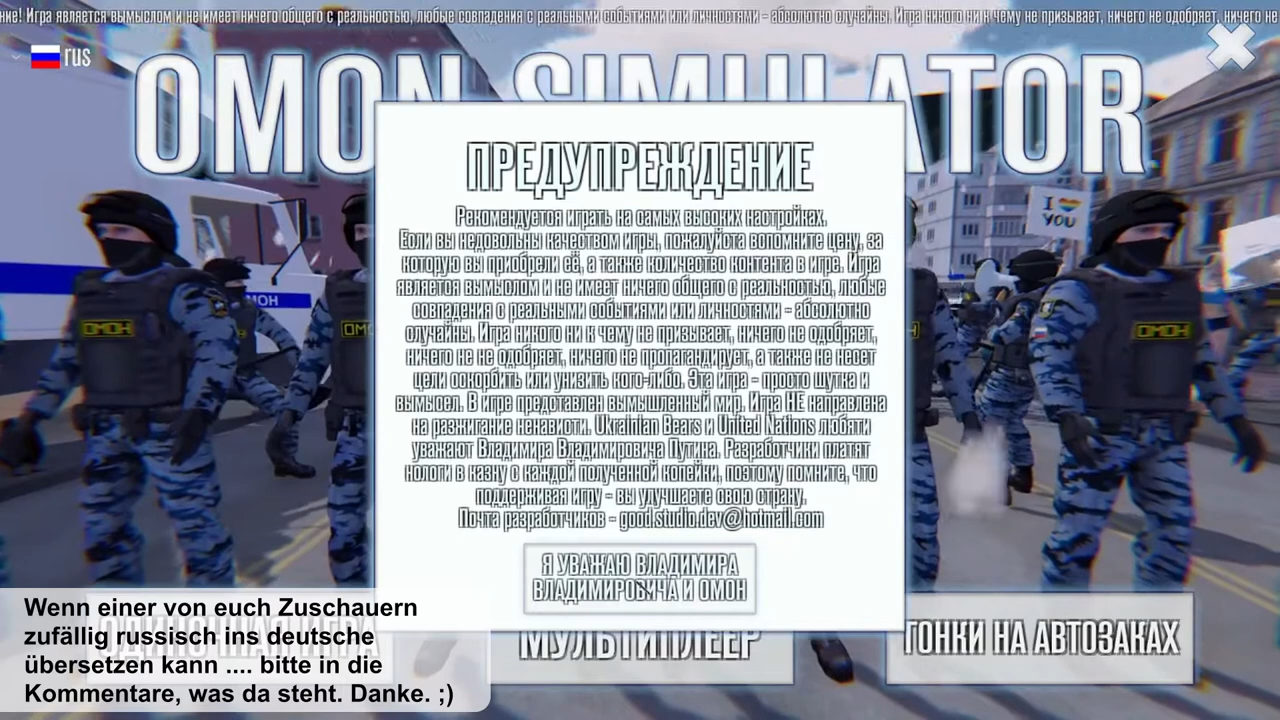 ние! Игра является вымыслом и не имеет ничего общего с реальностью, любые совпадения с реальными событиями или личностями - абсолютно случайны. Игра никого ни к чему не призывает, ничего не одобряет, ничего не
rus
OMON SIMULATOR
I YOU
ПРЕДУПРЕЖДЕНИЕ
Рекомендуется играть на самых высоких настройках.
Если вы недовольны качеством игры, пожалуйста вспомните цену, за
которую вы приобрели её, а также количество контента в игре. Игра
является вымыслом и не имеет ничего общего с реальностью, любые
совпадения с реальными событиями или личностями - абсолютно
случайны. Игра никого ни к чему не призывает, ничего не одобряет,
ничего не не одобряет, ничего не пропагандирует, а также не несет
цели оскорбить или унизить кого-либо. Эта игра - просто шутка и
вымысел. В игре представлен вымышленный мир. Игра НЕ направлена
на разжигание ненависти. Ukrainian Bears и United Nations любят и
уважают Владимира Владимировича Путина. Разработчики платят
нологи в казну с каждой полученной копейки, поэтому помните, что
поддерживая игру - вы улучшаете свою страну.
Почта разработчиков - good.studio.dev@hotmail.com
Я УВАЖАЮ ВЛАДИМИРА
ВЛАДИМИРОВИЧА И ОМОН
ОМОН
ОМОН
ОМОН
ОДИНОЧНАЯ ИГРА
МУЛЬТИПЛЕЕР
ГОНКИ НА АВТОЗАКАХ
Wenn einer von euch Zuschauern
zufällig russisch ins deutsche
übersetzen kann .... bitte in die
Kommentare, was da steht. Danke. ;)